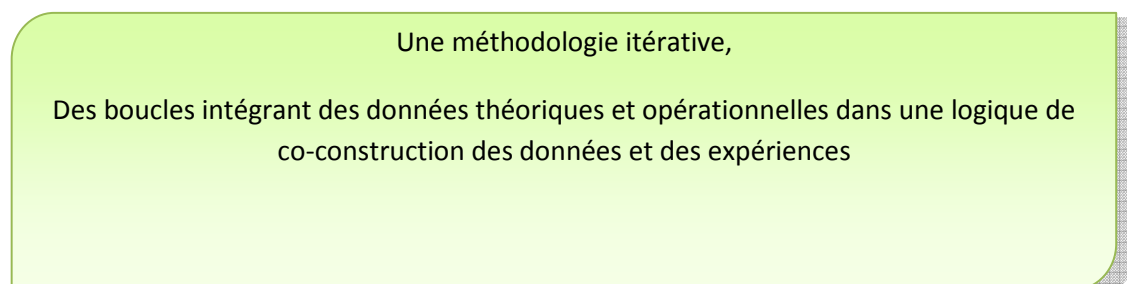 Une méthodologie itérative,
Des boucles intégrant des données théoriques et opérationnelles dans une logique de
co-construction des données et des expériences